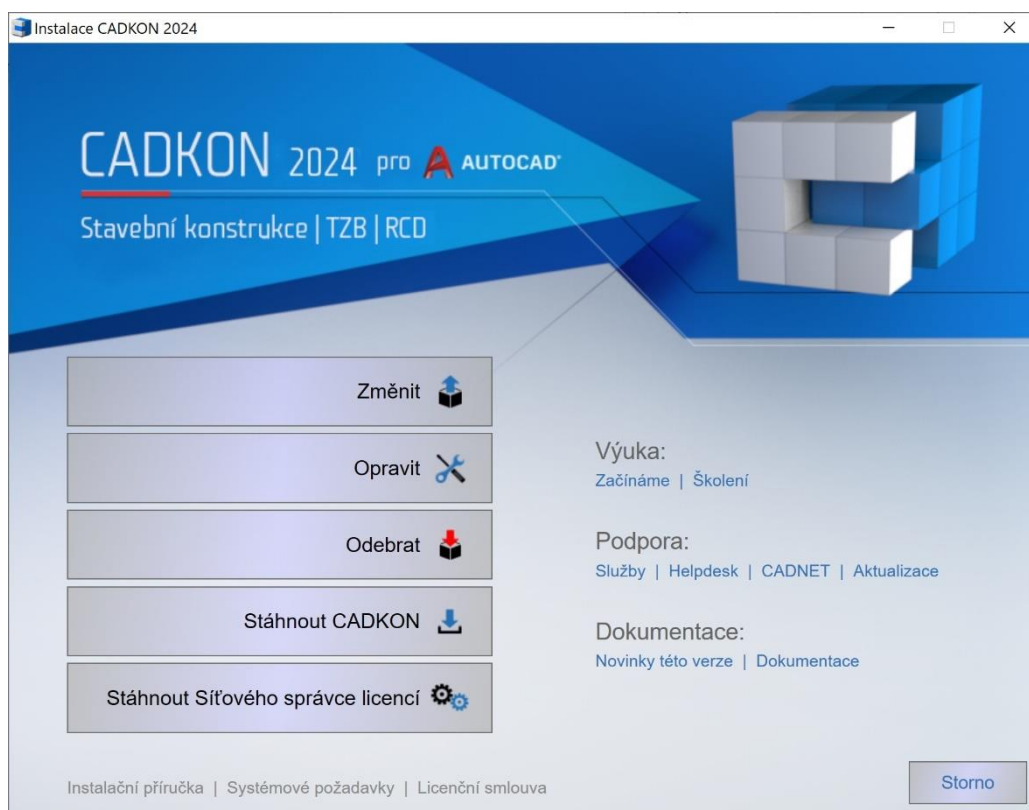 Instalace CADKON 2024
CADKON 2024 pro AUTOCAD®
Stavební konstrukce | TZB | RCD
Změnit
Opravit
Odebrat
Stáhnout CADKON
Stáhnout Síťového správce licencí
Výuka:
Začínáme | Školení
Podpora:
Služby | Helpdesk | CADNET | Aktualizace
Dokumentace:
Novinky této verze | Dokumentace
Instalační příručka | Systémové požadavky | Licenční smlouva
Storno